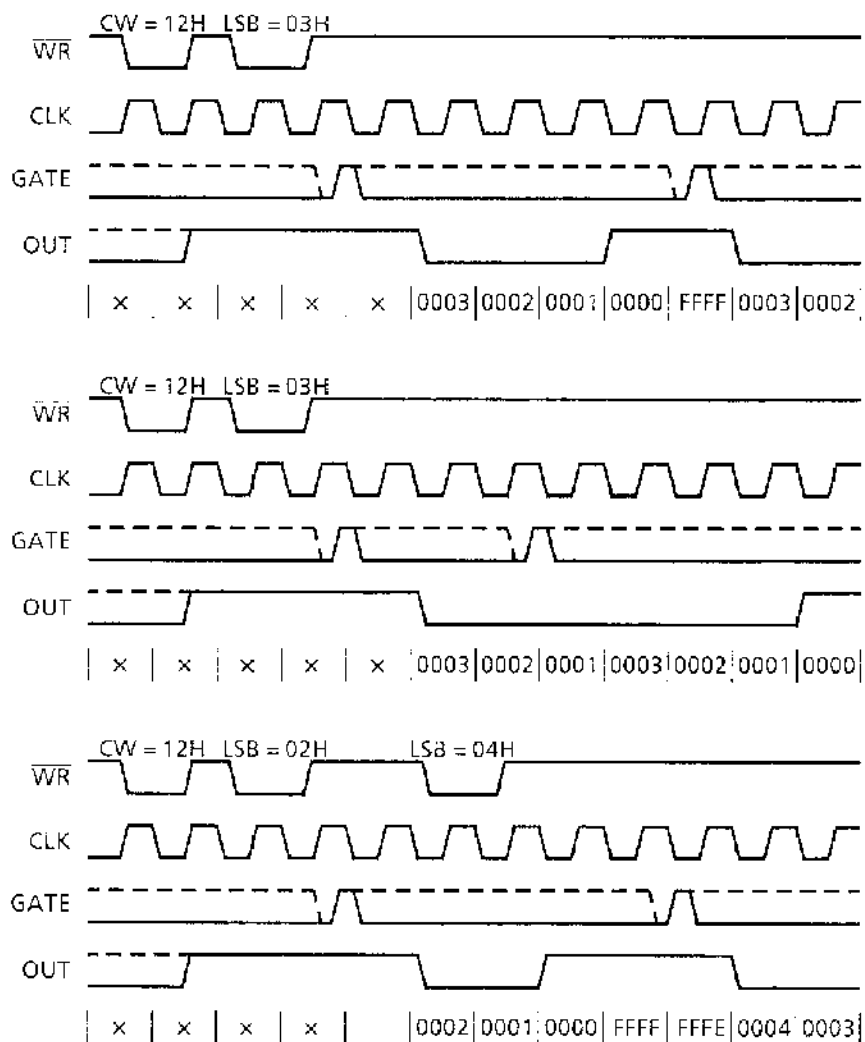 CW = 12H LSB = 03H
WR
CLK
GATE
OUT
| × | × | × | × | × | 0003 | 0002 | 0001 | 0000 | FFFF | 0003 | 0002 |
CW = 12H LSB = 03H
WR
CLK
GATE
OUT
| × | × | × | × | × | 0003 | 0002 | 0001 | 0003 | 0002 | 0001 | 0000 |
CW = 12H LSB = 02H LSB = 04H
WR
CLK
GATE
OUT
| × | × | × | × | | 0002 | 0001 | 0000 | FFFF | FFFE | 0004 | 0003 |